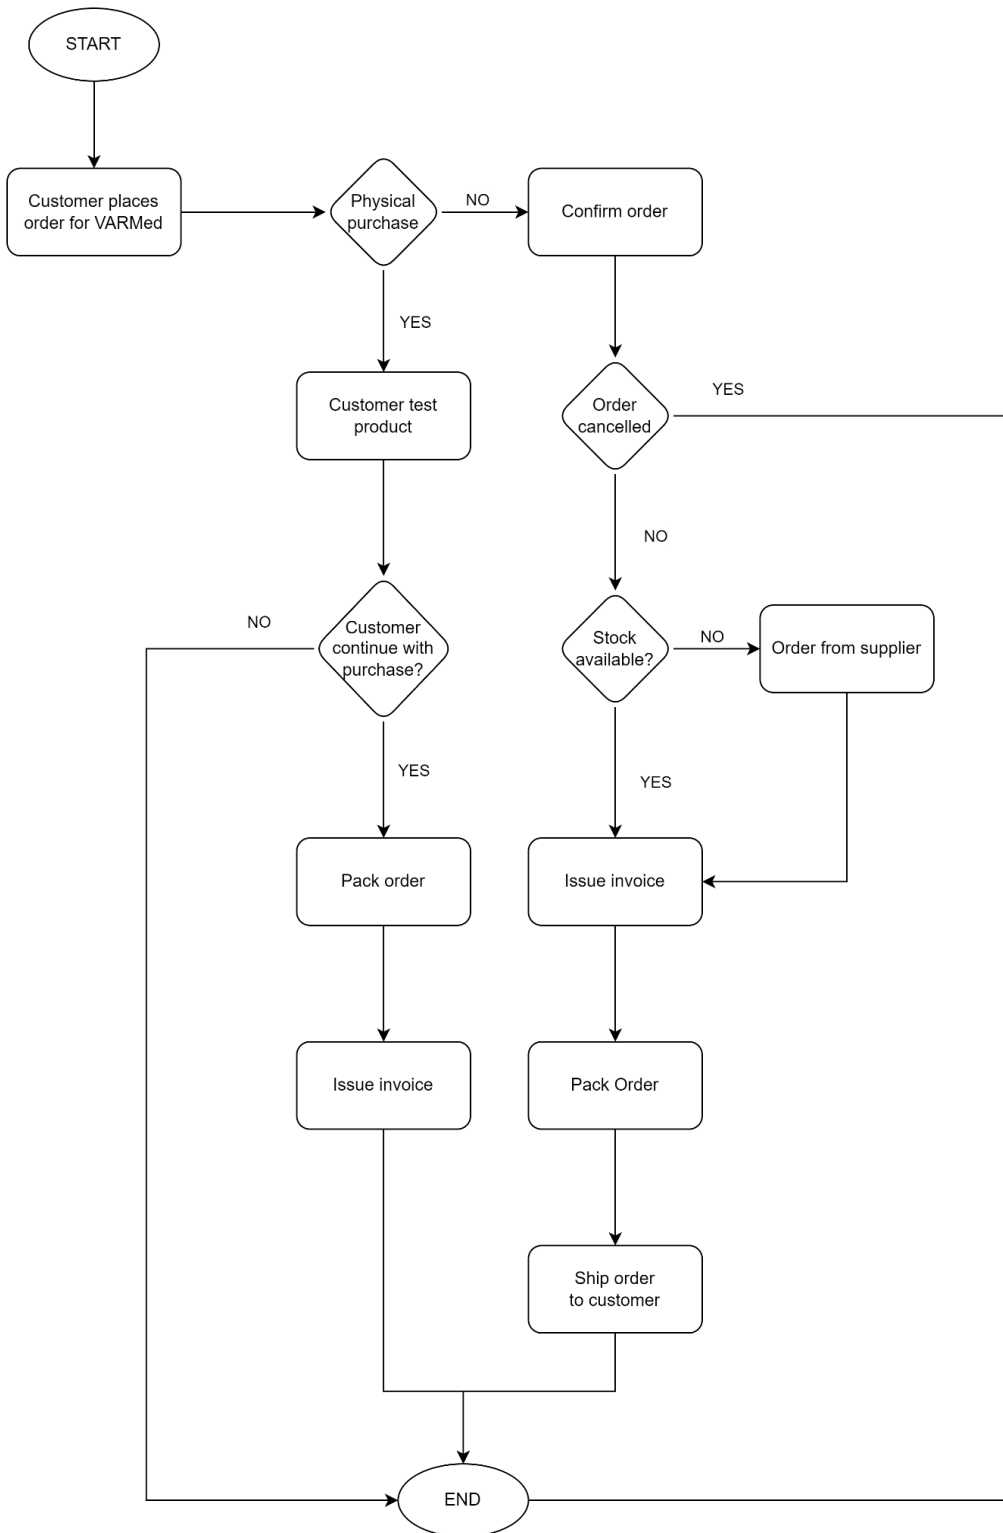 START
Customer places
order for VARMed
Physical
purchase
NO
Confirm order
YES
Customer test
product
Order
cancelled
YES
NO
NO
Customer
continue with
purchase?
Stock
available?
NO
Order from supplier
YES
YES
Pack order
Issue invoice
Issue invoice
Pack Order
Ship order
to customer
END